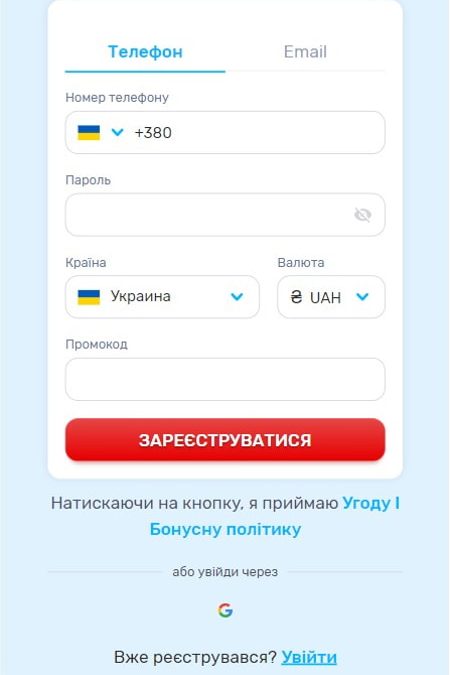 Телефон Email
Номер телефону
+380
Пароль
Країна Валюта
Украина ₴ UAH
Промокод
ЗАРЕЄСТРУВАТИСЯ
Натискаючи на кнопку, я приймаю Угоду І
Бонусну політику
або увійди через
Вже реєструвався? Увійти